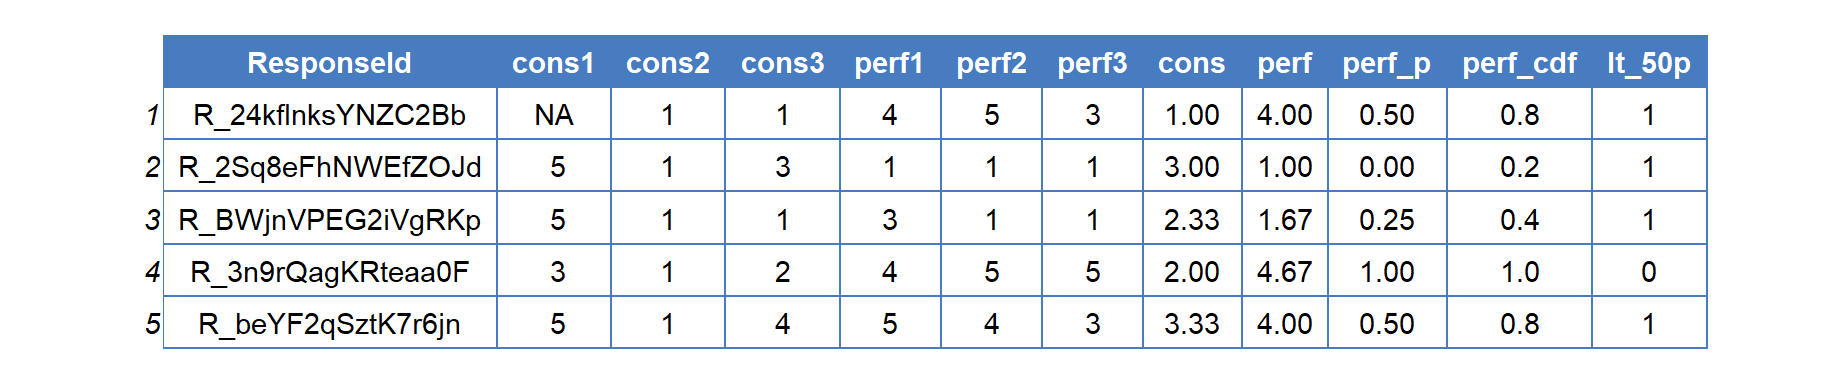 ResponseId cons1 cons2 cons3 perf1 perf2 perf3 cons perf perf_p perf_cdf lt_50p
1 R_24kflnksYNZC2Bb NA 1 1 4 5 3 1.00 4.00 0.50 0.8 1
2 R_2Sq8eFhNWEfZOJd 5 1 3 1 1 1 3.00 1.00 0.00 0.2 1
3 R_BWjnVPEG2iVgRKp 5 1 1 3 1 1 2.33 1.67 0.25 0.4 1
4 R_3n9rQagKRteaa0F 3 1 2 4 5 5 2.00 4.67 1.00 1.0 0
5 R_beYF2qSztK7r6jn 5 1 4 5 4 3 3.33 4.00 0.50 0.8 1